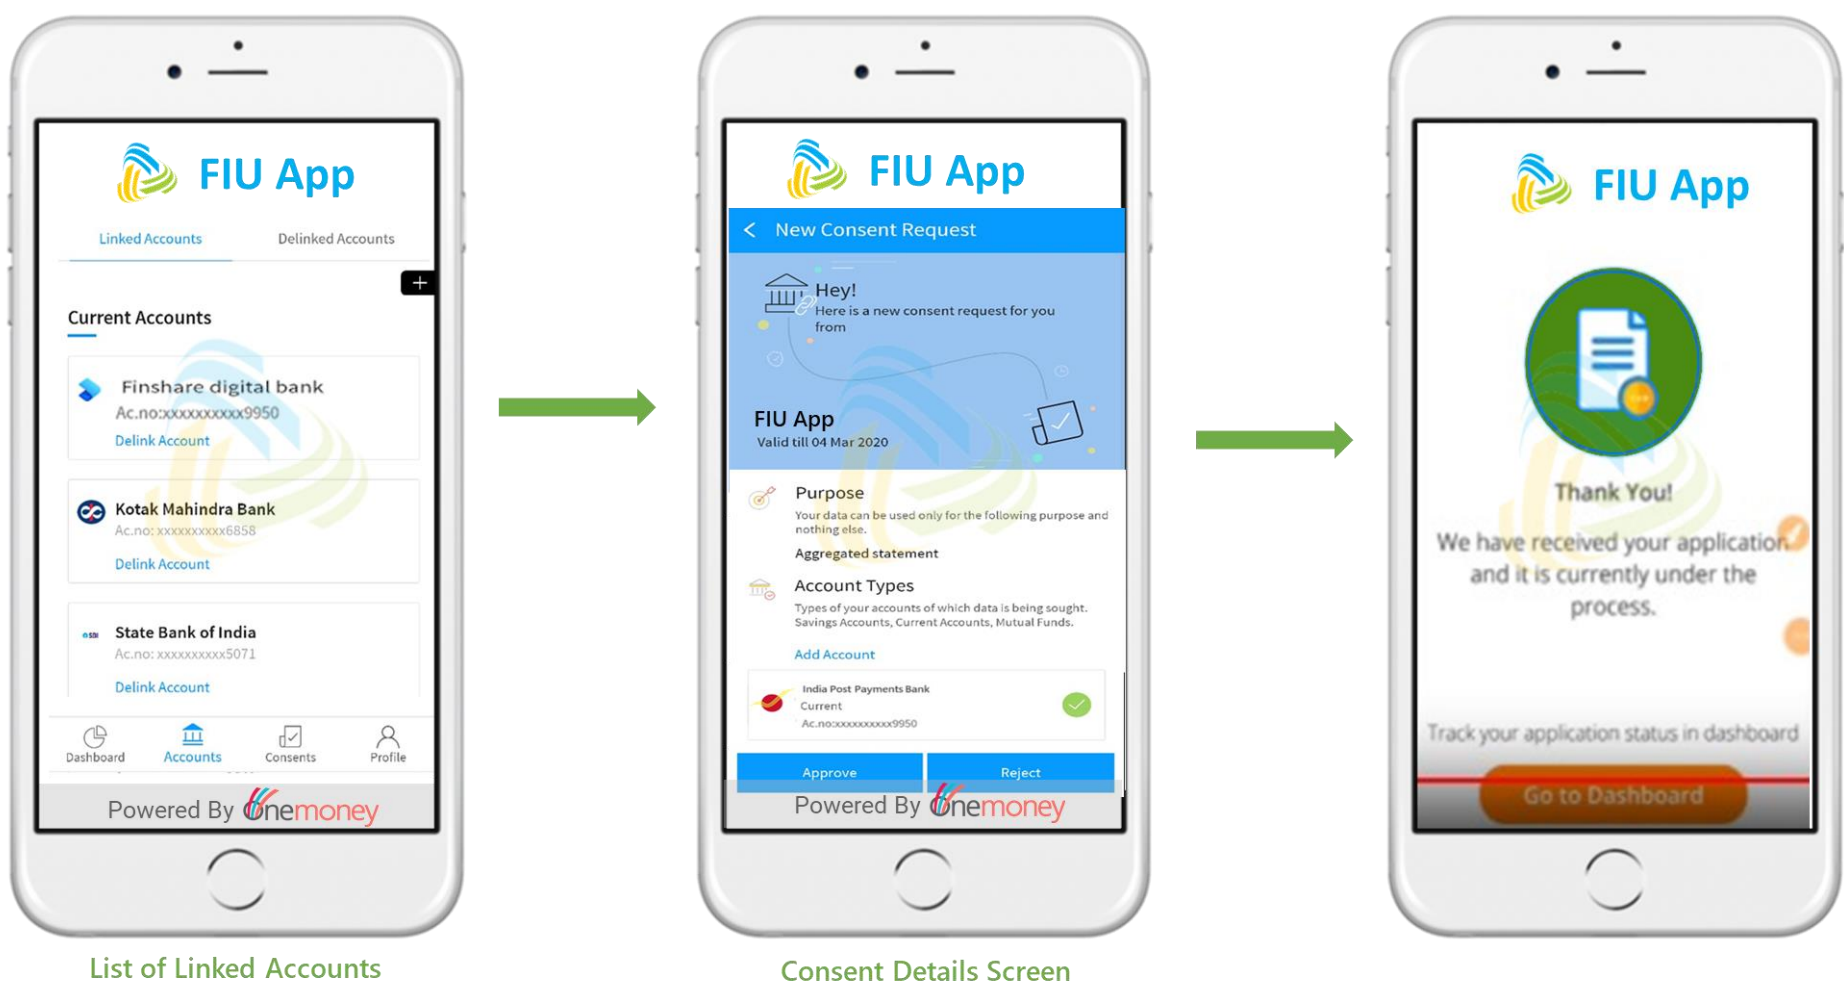 FIU App
Linked Accounts
Delinked Accounts
+
Current Accounts
Finshare digital bank
Ac.no:xxxxxxxxxx9950
Delink Account
Kotak Mahindra Bank
Ac.no: xxxxxxxxxx6858
Delink Account
SBI
State Bank of India
Ac.no: xxxxxxxxxx5071
Delink Account
Dashboard
Accounts
Consents
Profile
Powered By Onemoney
List of Linked Accounts
FIU App
< New Consent Request
Hey!
Here is a new consent request for you
from
FIU App
Valid till 04 Mar 2020
Purpose
Your data can be used only for the following purpose and
nothing else.
Aggregated statement
Account Types
Types of your accounts of which data is being sought.
Savings Accounts, Current Accounts, Mutual Funds.
Add Account
India Post Payments Bank
Current
Ac.no:xxxxxxxxxx9950
Approve
Reject
Powered By Onemoney
Consent Details Screen
FIU App
Thank You!
We have received your application
and it is currently under the
process.
Track your application status in dashboard
Go to Dashboard